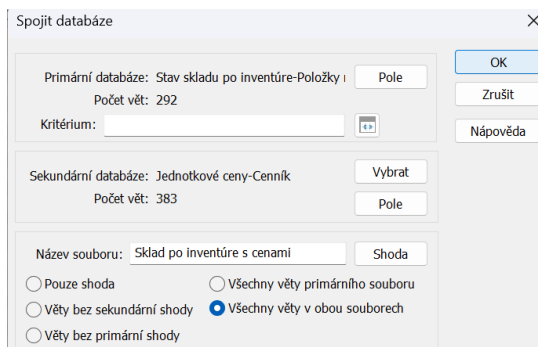 Spojit databáze
OK
Primární databáze: Stav skladu po inventúre-Položky
Pole
Počet vět: 292
Zrušit
Kritérium:
Nápověda
Sekundární databáze: Jednotkové ceny-Cenník
Vybrat
Počet vět: 383
Pole
Název souboru: Sklad po inventúre s cenami
Shoda
Pouze shoda
Všechny věty primárního souboru
Věty bez sekundární shody
Všechny věty v obou souborech
Věty bez primární shody